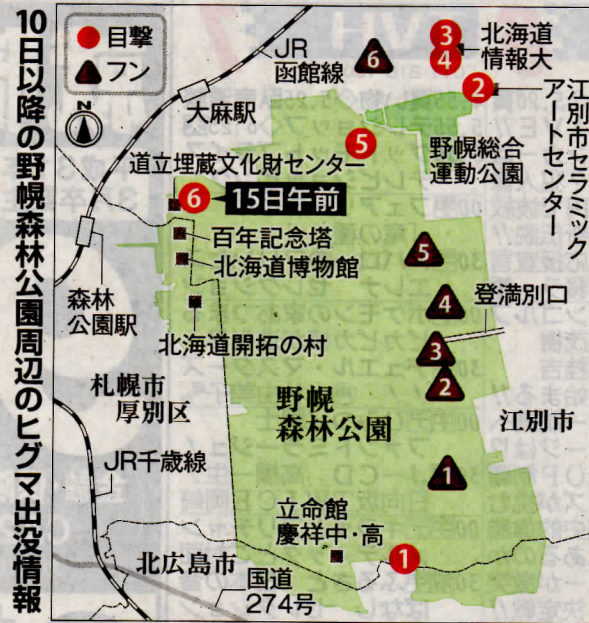 10日以降の野幌森林公園周辺のヒグマ出没情報
目撃
フン
N
JR
函館線
大麻駅
6
3
4
北海道
情報大
2
江別市セラミック
アートセンター
5
野幌総合
運動公園
道立埋蔵文化財センター
6
15日午前
百年記念塔
北海道博物館
北海道開拓の村
森林
公園駅
5
4
登満別口
3
2
札幌市
厚別区
野幌
森林公園
江別市
JR千歳線
1
立命館
慶祥中・高
1
北広島市
国道
274号